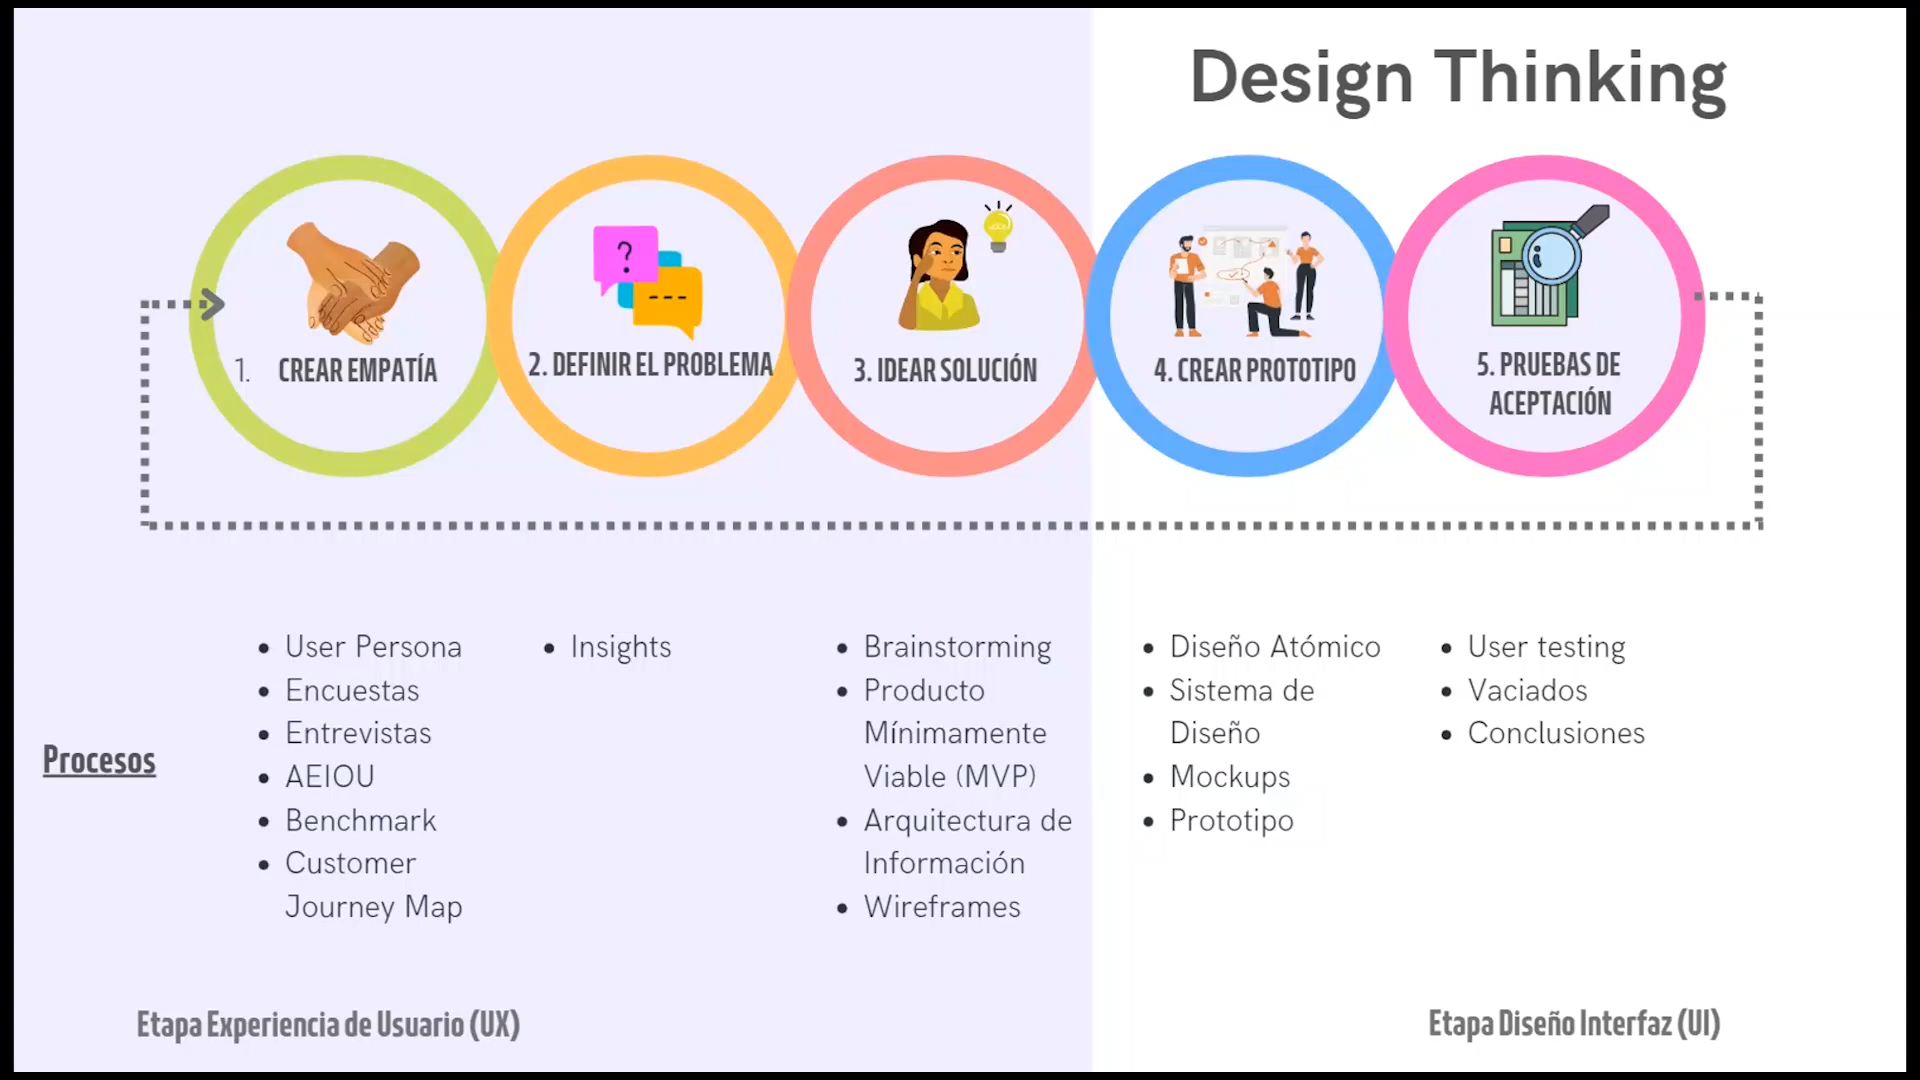 Design Thinking
1. CREAR EMPATÍA
2. DEFINIR EL PROBLEMA
3. IDEAR SOLUCIÓN
4. CREAR PROTOTIPO
5. PRUEBAS DE
ACEPTACIÓN
Procesos
• User Persona
• Encuestas
• Entrevistas
• AEIOU
• Benchmark
• Customer
Journey Map
• Insights
• Brainstorming
• Producto
Mínimamente
Viable (MVP)
• Arquitectura de
Información
• Wireframes
• Diseño Atómico
• Sistema de
Diseño
• Mockups
• Prototipo
• User testing
• Vaciados
• Conclusiones
Etapa Experiencia de Usuario (UX)
Etapa Diseño Interfaz (UI)